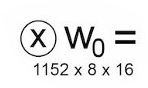 ⓧ W₀ =
1152 x 8 x 16